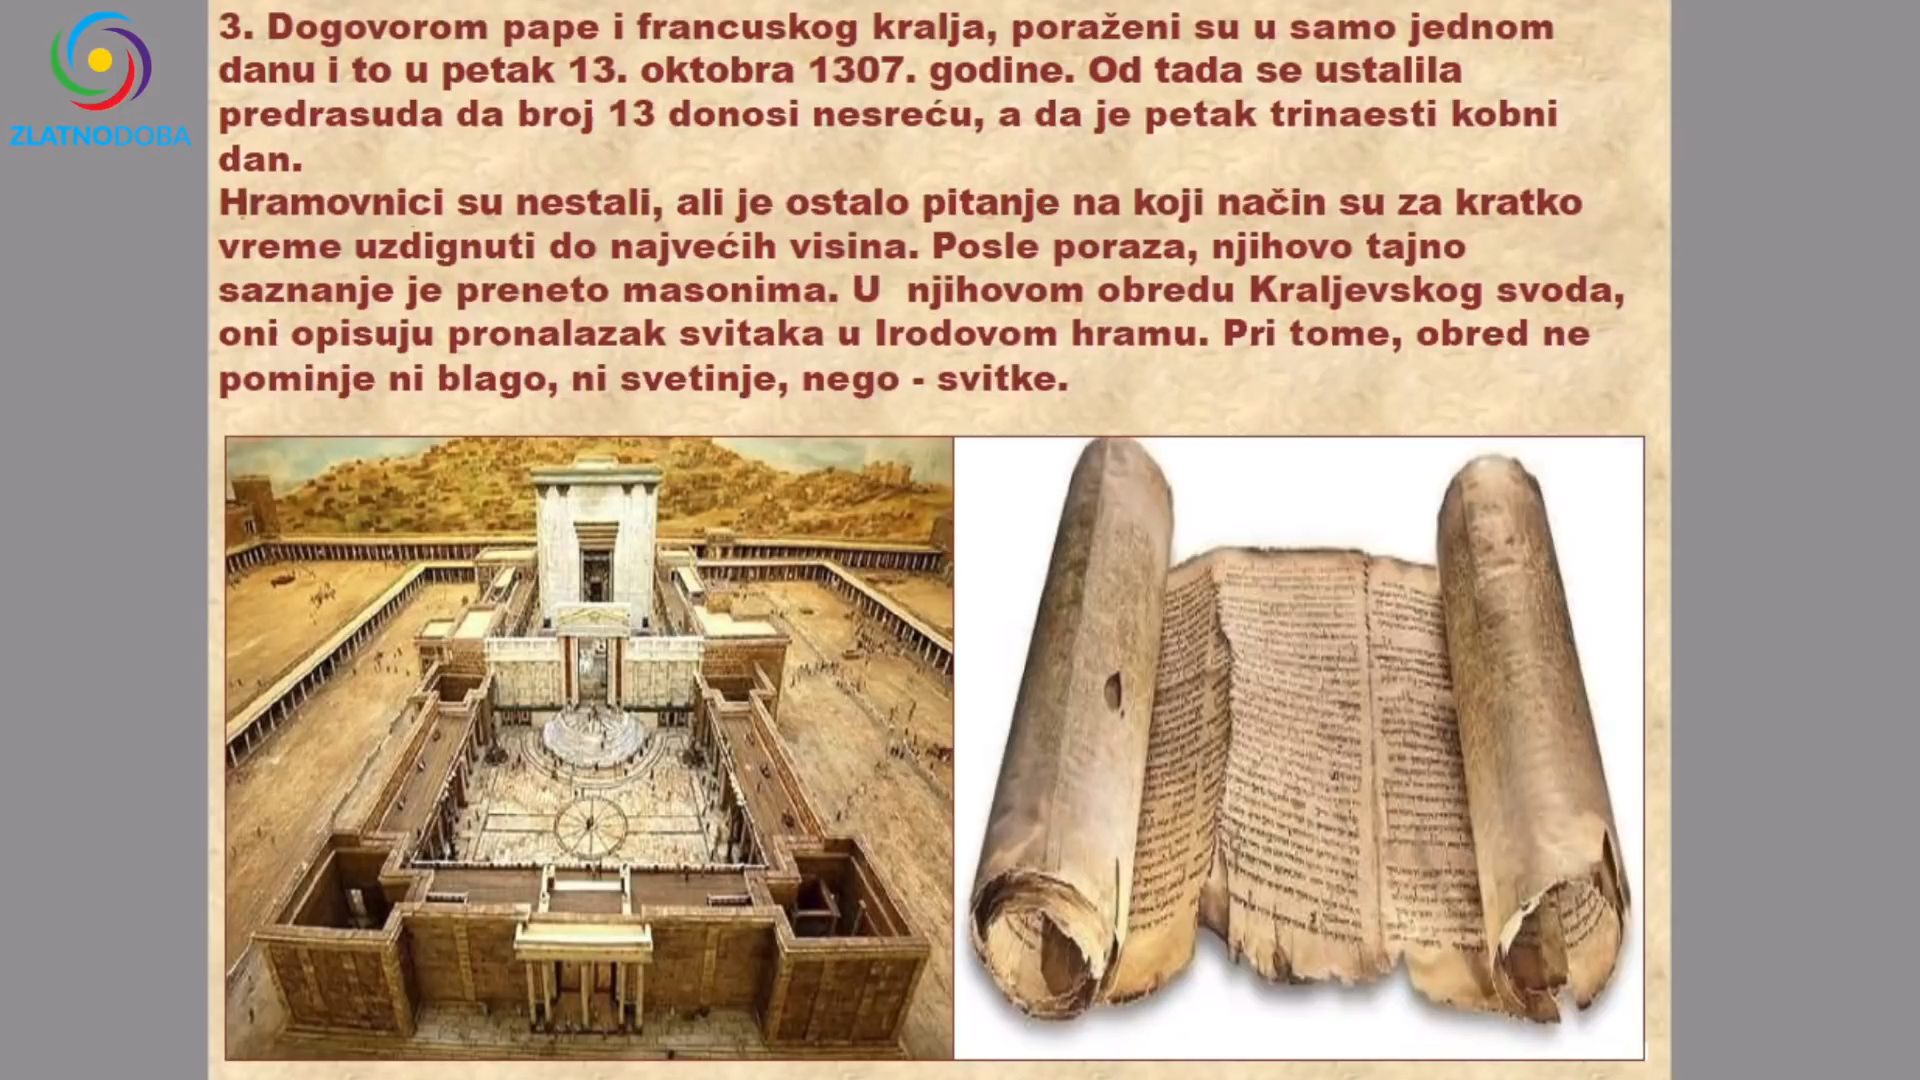 ZLATNODOBA
3. Dogovorom pape i francuskog kralja, poraženi su u samo jednom
danu i to u petak 13. oktobra 1307. godine. Od tada se ustalila
predrasuda da broj 13 donosi nesreću, a da je petak trinaesti kobni
dan.
Hramovnici su nestali, ali je ostalo pitanje na koji način su za kratko
vreme uzdignuti do najvećih visina. Posle poraza, njihovo tajno
saznanje je preneto masonima. U  njihovom obredu Kraljevskog svoda,
oni opisuju pronalazak svitaka u Irodovom hramu. Pri tome, obred ne
pominje ni blago, ni svetinje, nego - svitke.